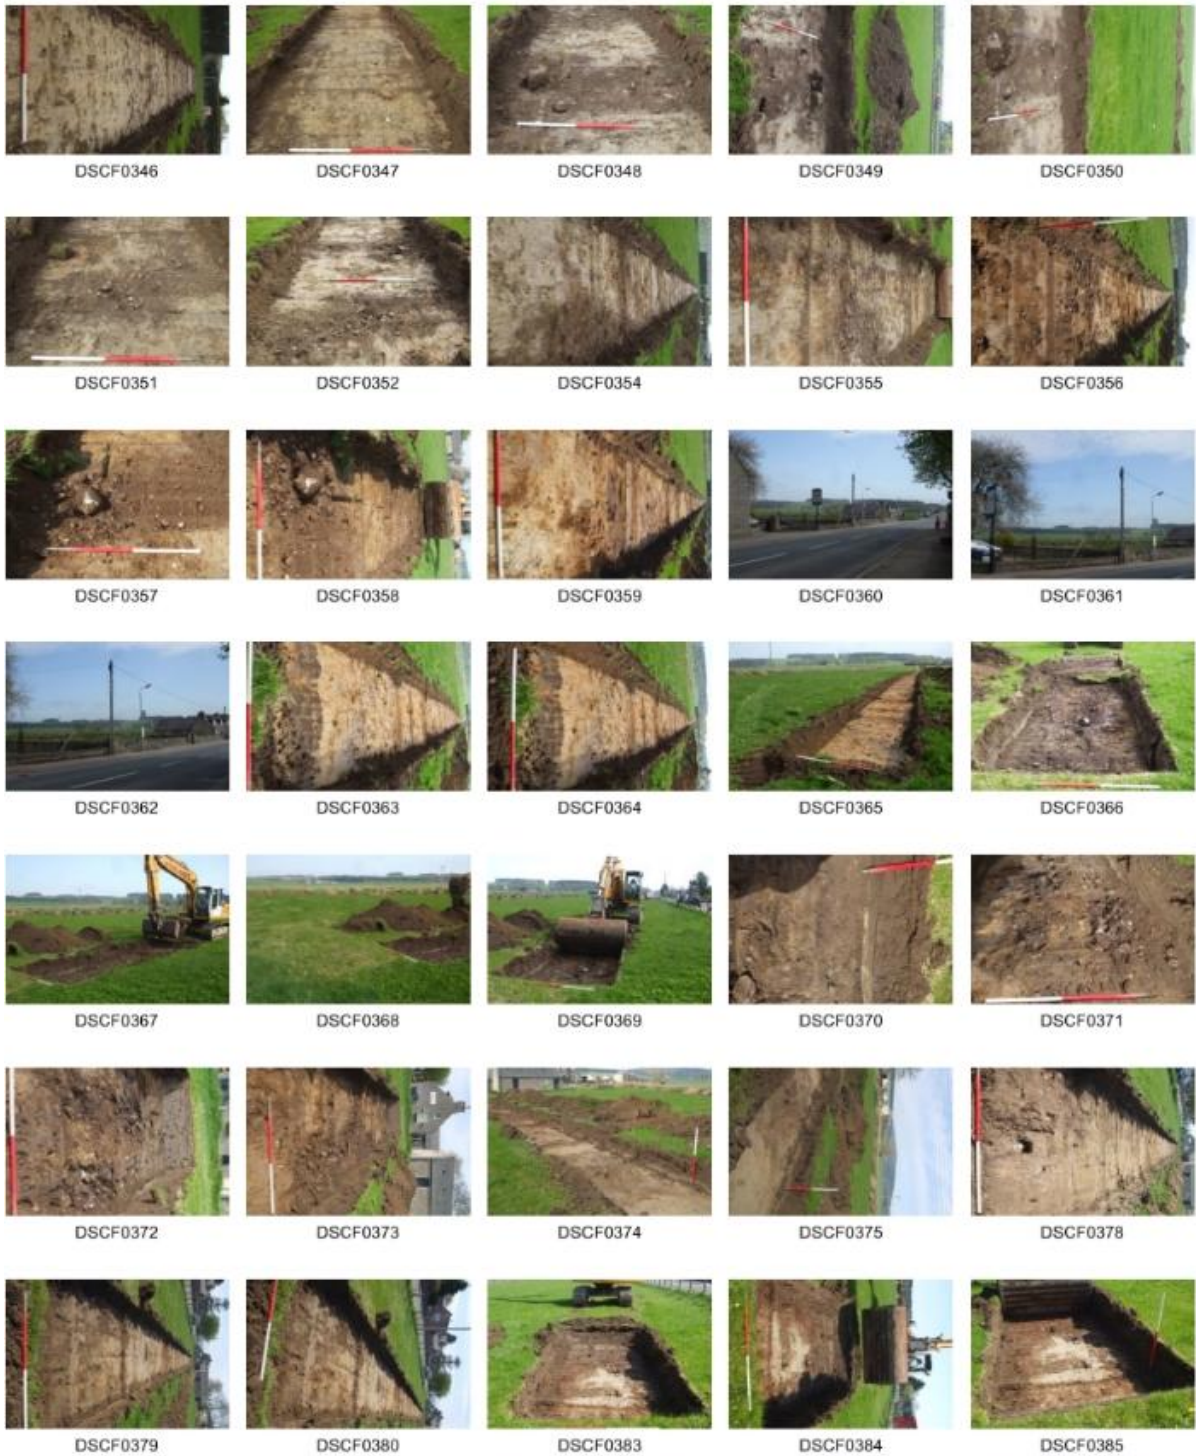 DSCF0346 DSCF0347 DSCF0348 DSCF0349 DSCF0350
DSCF0351 DSCF0352 DSCF0354 DSCF0355 DSCF0356
DSCF0357 DSCF0358 DSCF0359 DSCF0360 DSCF0361
DSCF0362 DSCF0363 DSCF0364 DSCF0365 DSCF0366
DSCF0367 DSCF0368 DSCF0369 DSCF0370 DSCF0371
DSCF0372 DSCF0373 DSCF0374 DSCF0375 DSCF0378
DSCF0379 DSCF0380 DSCF0383 DSCF0384 DSCF0385